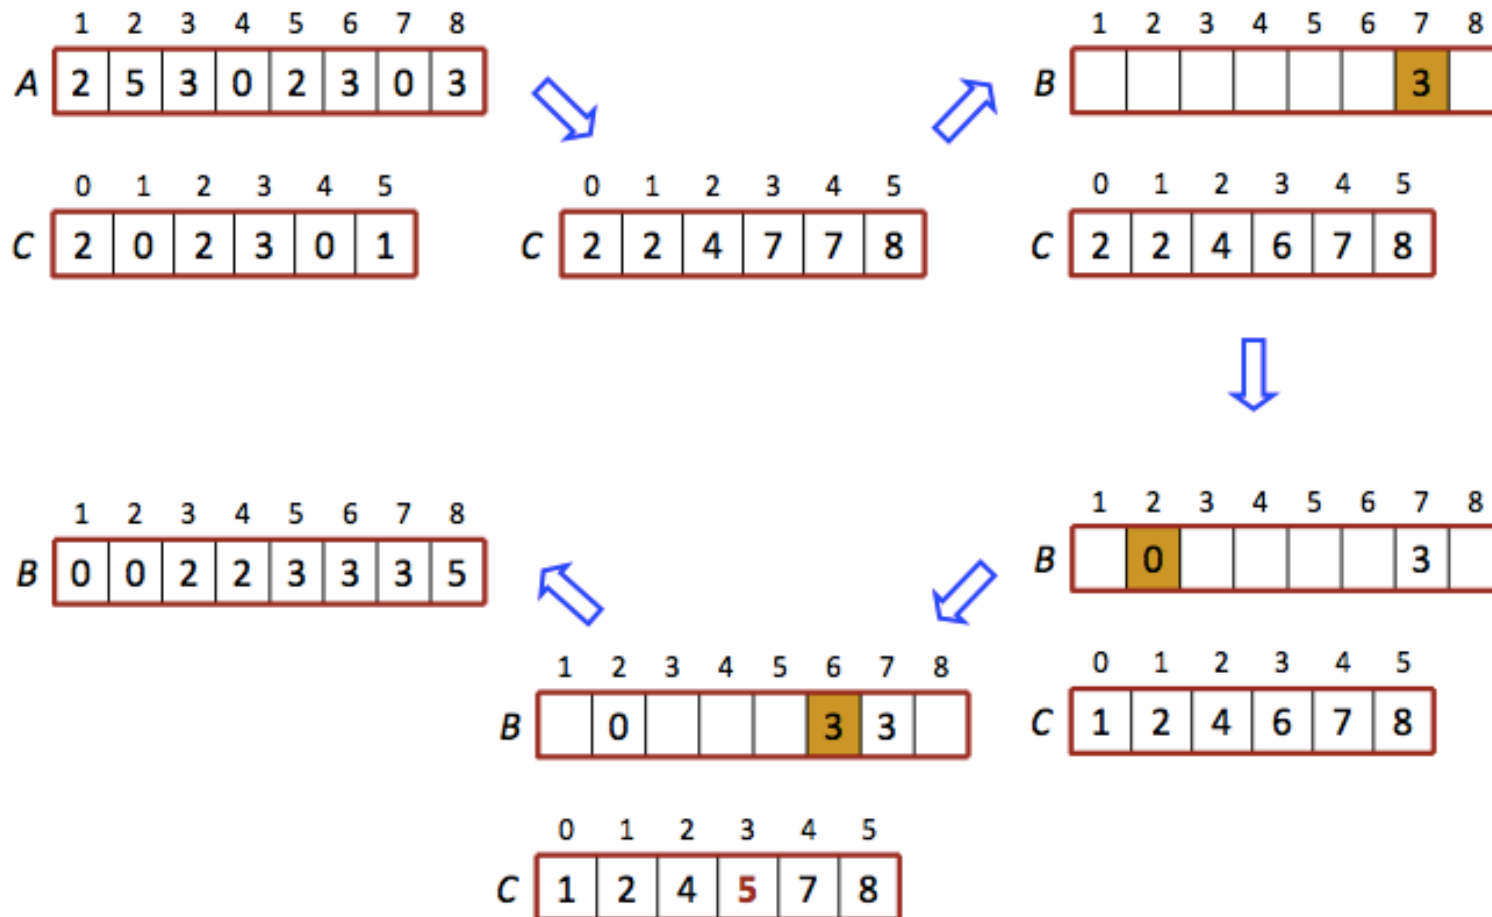 1 2 3 4 5 6 7 8
A 2 5 3 0 2 3 0 3
0 1 2 3 4 5
C 2 0 2 3 0 1
0 1 2 3 4 5
C 2 2 4 7 7 8
1 2 3 4 5 6 7 8
B 3
0 1 2 3 4 5
C 2 2 4 6 7 8
1 2 3 4 5 6 7 8
B 0 3
0 1 2 3 4 5
C 1 2 4 6 7 8
1 2 3 4 5 6 7 8
B 0 3 3
0 1 2 3 4 5
C 1 2 4 5 7 8
1 2 3 4 5 6 7 8
B 0 0 2 2 3 3 3 5